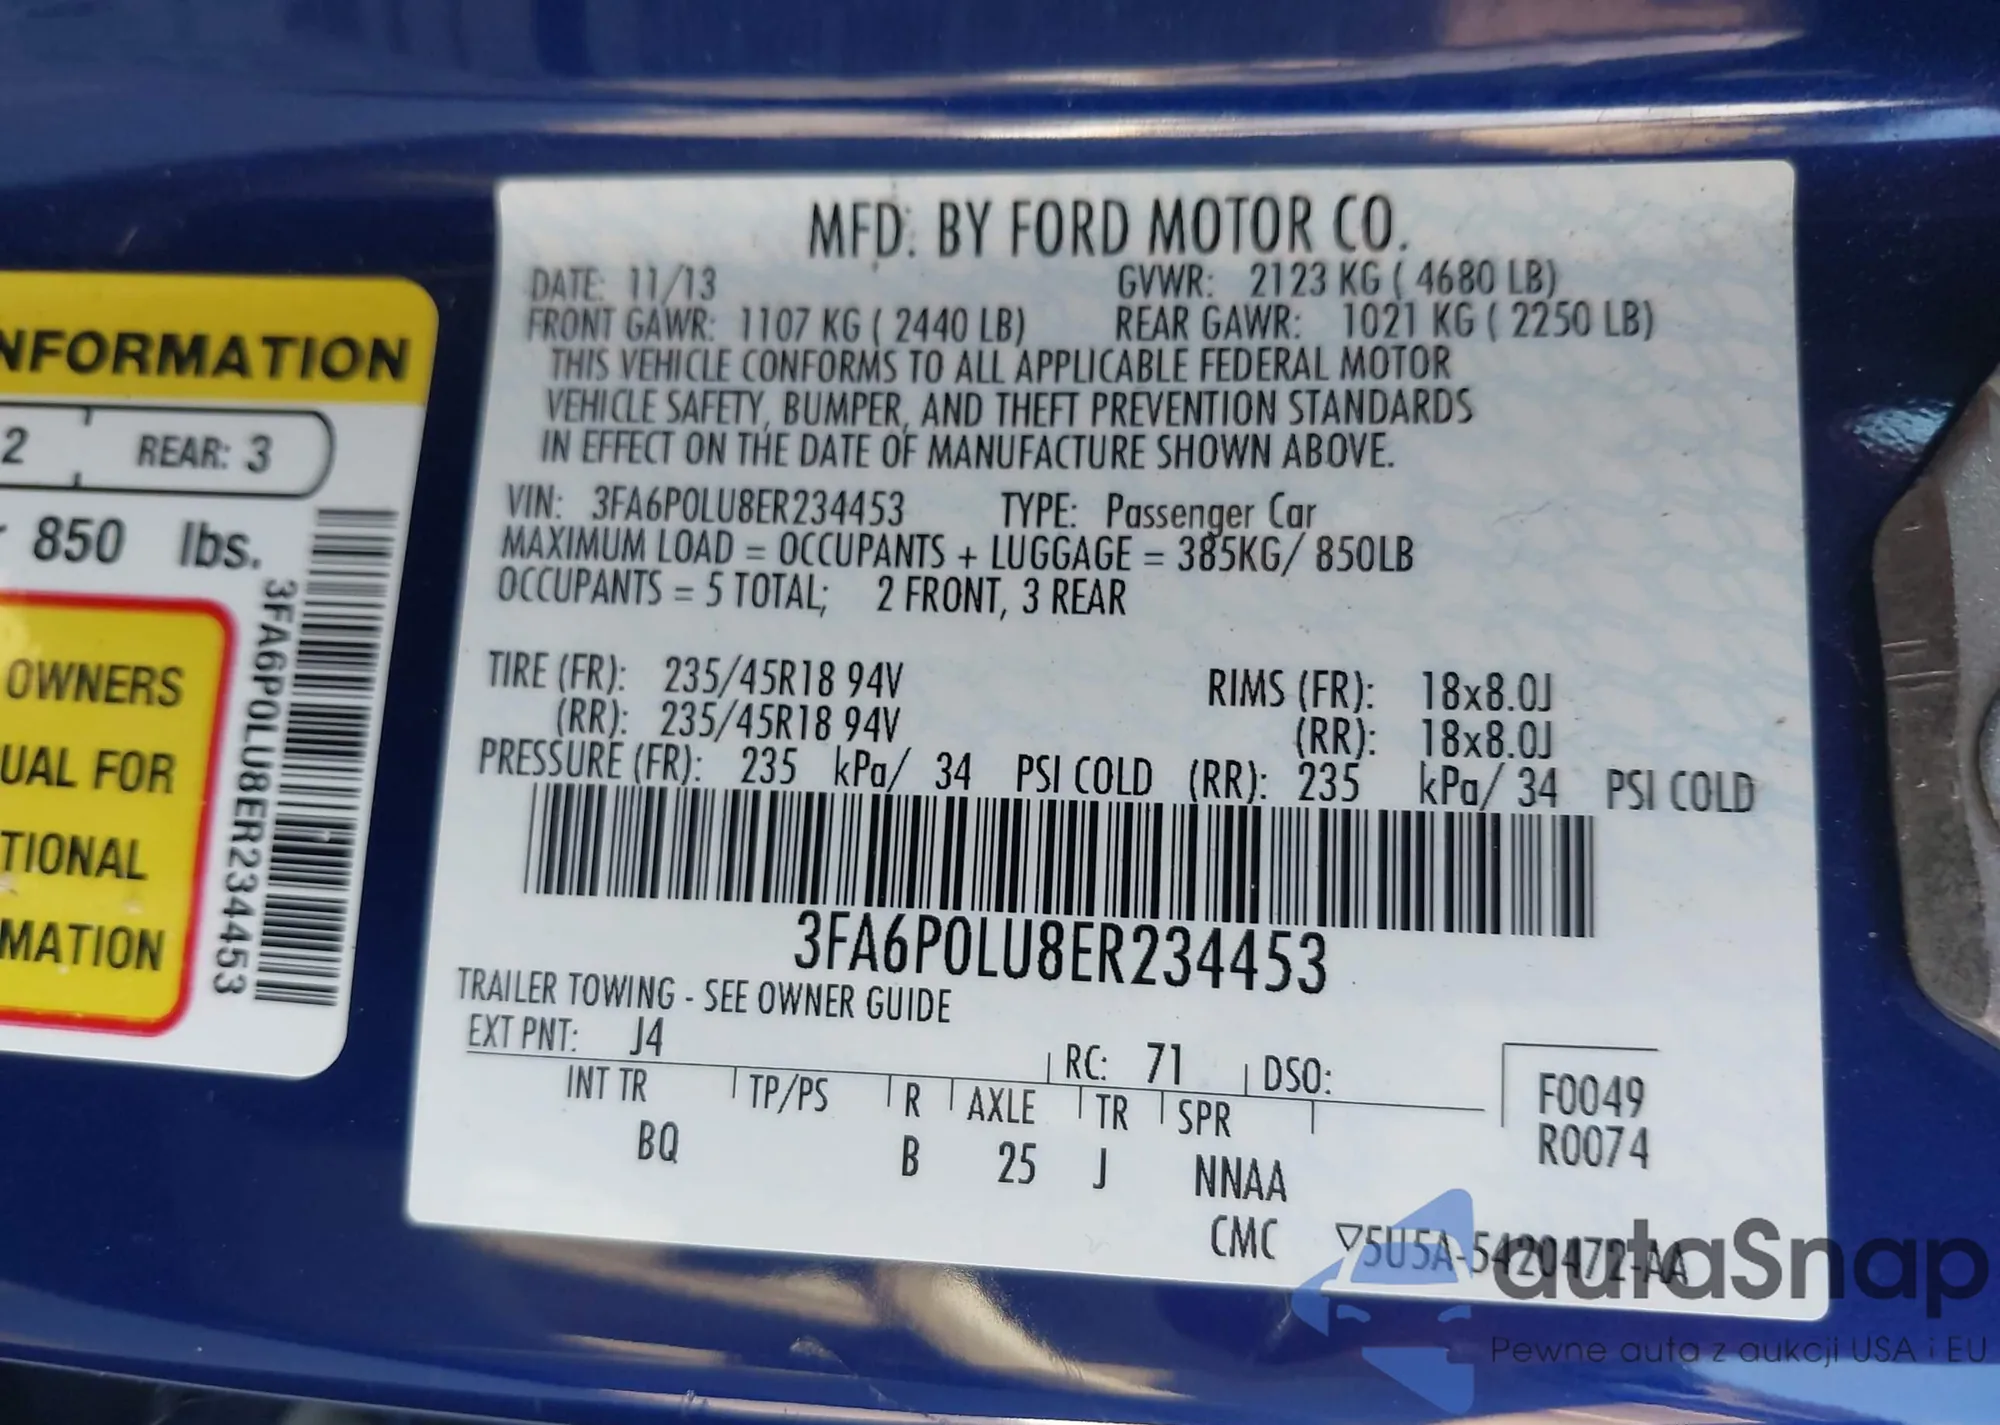 NFORMATION
2 REAR: 3
850 lbs.
OWNERS
UAL FOR
TIONAL
MATION
3FA6P0LU8ER234453
MFD. BY FORD MOTOR CO.
DATE: 11/13 GVWR: 2123 KG ( 4680 LB)
FRONT GAWR: 1107 KG ( 2440 LB) REAR GAWR: 1021 KG ( 2250 LB)
THIS VEHICLE CONFORMS TO ALL APPLICABLE FEDERAL MOTOR
VEHICLE SAFETY, BUMPER, AND THEFT PREVENTION STANDARDS
IN EFFECT ON THE DATE OF MANUFACTURE SHOWN ABOVE.
VIN: 3FA6P0LU8ER234453 TYPE: Passenger Car
MAXIMUM LOAD = OCCUPANTS + LUGGAGE = 385KG/ 850LB
OCCUPANTS = 5 TOTAL; 2 FRONT, 3 REAR
TIRE (FR): 235/45R18 94V RIMS (FR): 18x8.0J
(RR): 235/45R18 94V (RR): 18x8.0J
PRESSURE (FR): 235 kPa/ 34 PSI COLD (RR): 235 kPa/ 34 PSI COLD
3FA6P0LU8ER234453
TRAILER TOWING - SEE OWNER GUIDE
EXT PNT: J4 RC: 71 DSO:
INT TR TP/PS R AXLE TR SPR
BQ B 25 J NNAA
CMC
F0049
R0074
▽5U5A-5420472-AA
autaSnap
Pewne auta z aukcji USA i EU